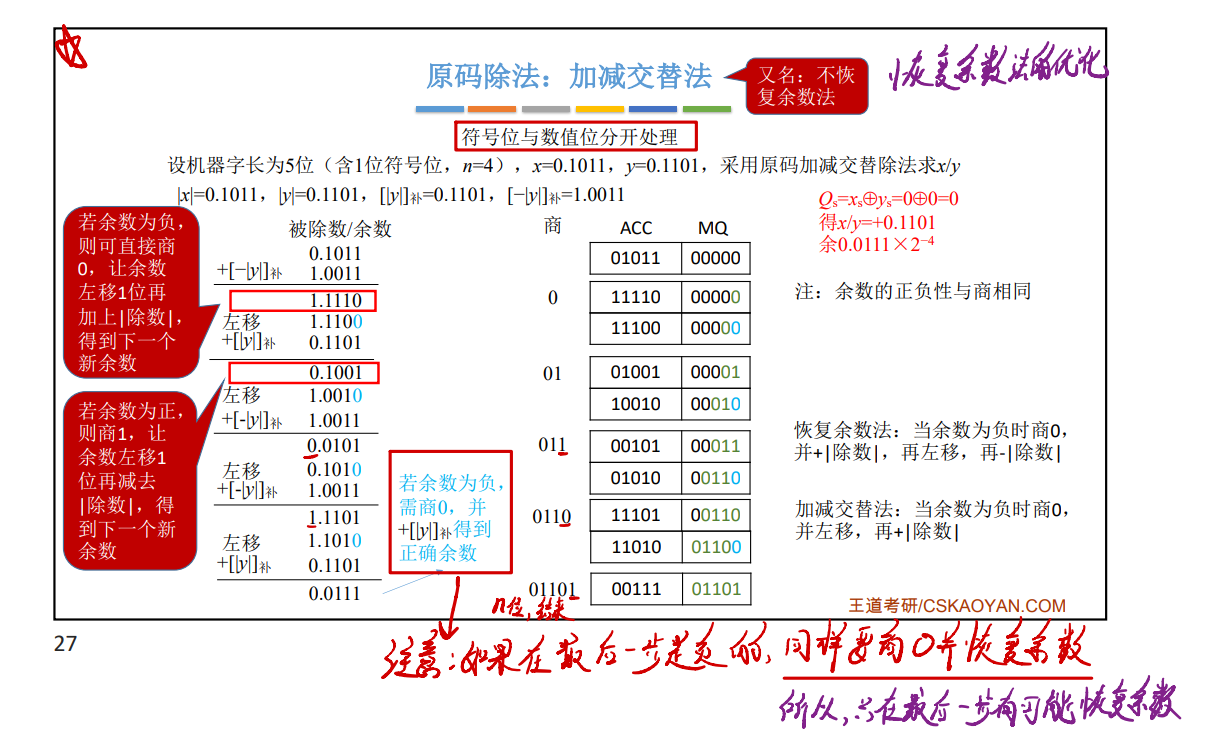 原码除法：加减交替法
又名：不恢
复余数法
恢复余数法的优化
符号位与数值位分开处理
设机器字长为5位（含1位符号位，n=4），x=0.1011，y=0.1101，采用原码加减交替除法求x/y
|x|=0.1011，|y|=0.1101，[|y|]补=0.1101，[−|y|]补=1.0011
Qs=xs⊕ys=0⊕0=0
得x/y=+0.1101
余0.0111×2⁻⁴
若余数为负，
则可直接商
0，让余数
左移1位再
加上|除数|，
得到下一个
新余数
若余数为正，
则商1，让
余数左移1
位再减去
|除数|，得
到下一个新
余数
被除数/余数 商 ACC MQ
0.1011 01011 00000
+[−|y|]补 1.0011
1.1110 0 11110 00000
左移 1.1100 11100 00000
+[|y|]补 0.1101
0.1001 01 01001 00001
左移 1.0010 10010 00010
+[-|y|]补 1.0011
0.0101 011 00101 00011
左移 0.1010 01010 00110
+[-|y|]补 1.0011
1.1101 0110 11101 00110
左移 1.1010 11010 01100
+[|y|]补 0.1101
0.0111 01101 00111 01101
若余数为负，
需商0，并
+[|y|]补得到
正确余数
注：余数的正负性与商相同
恢复余数法：当余数为负时商0，
并+|除数|，再左移，再-|除数|
加减交替法：当余数为负时商0，
并左移，再+|除数|
n位，结束
王道考研/CSKAOYAN.COM
27
注意：如果在最后一步是负的，同样要商0并恢复余数
所以，只在最后一步有可能恢复余数